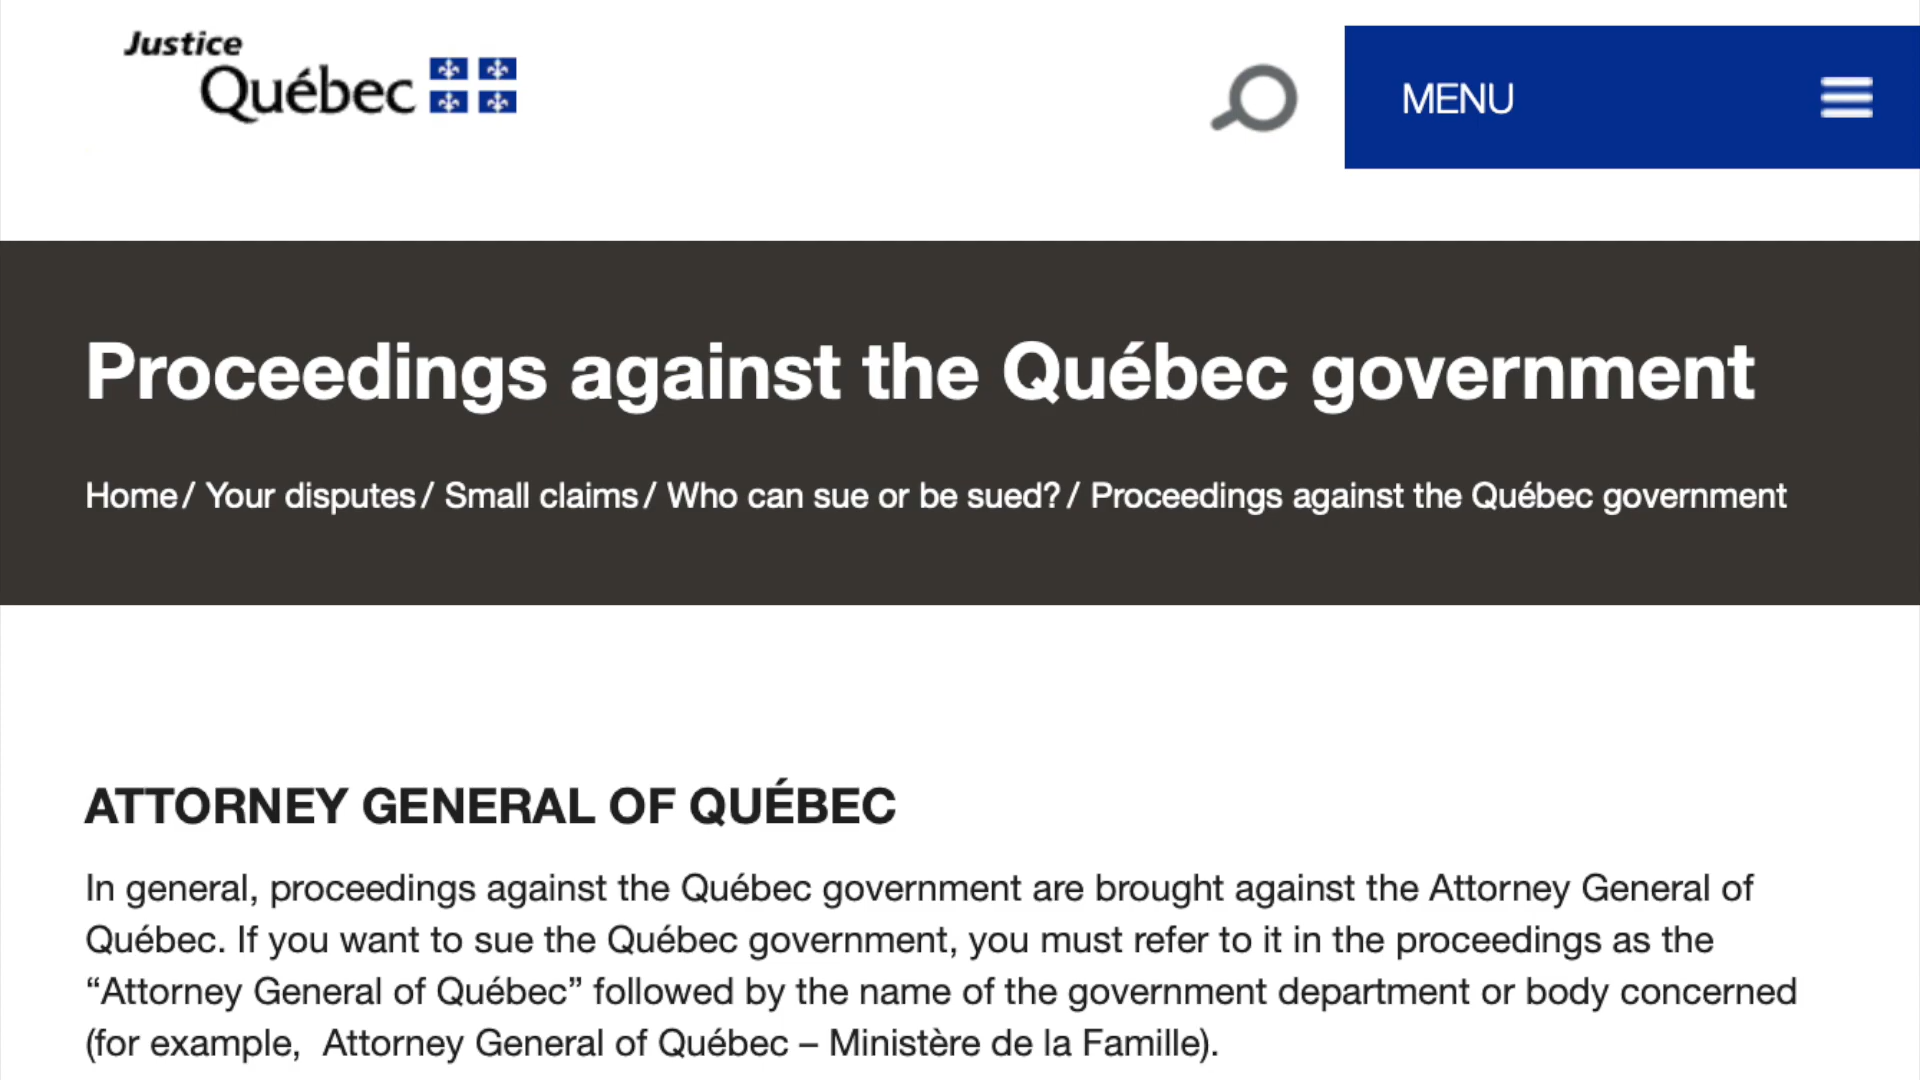 Justice
Québec
MENU
Proceedings against the Québec government
Home / Your disputes / Small claims / Who can sue or be sued? / Proceedings against the Québec government
ATTORNEY GENERAL OF QUÉBEC
In general, proceedings against the Québec government are brought against the Attorney General of
Québec. If you want to sue the Québec government, you must refer to it in the proceedings as the
“Attorney General of Québec” followed by the name of the government department or body concerned
(for example,  Attorney General of Québec – Ministère de la Famille).